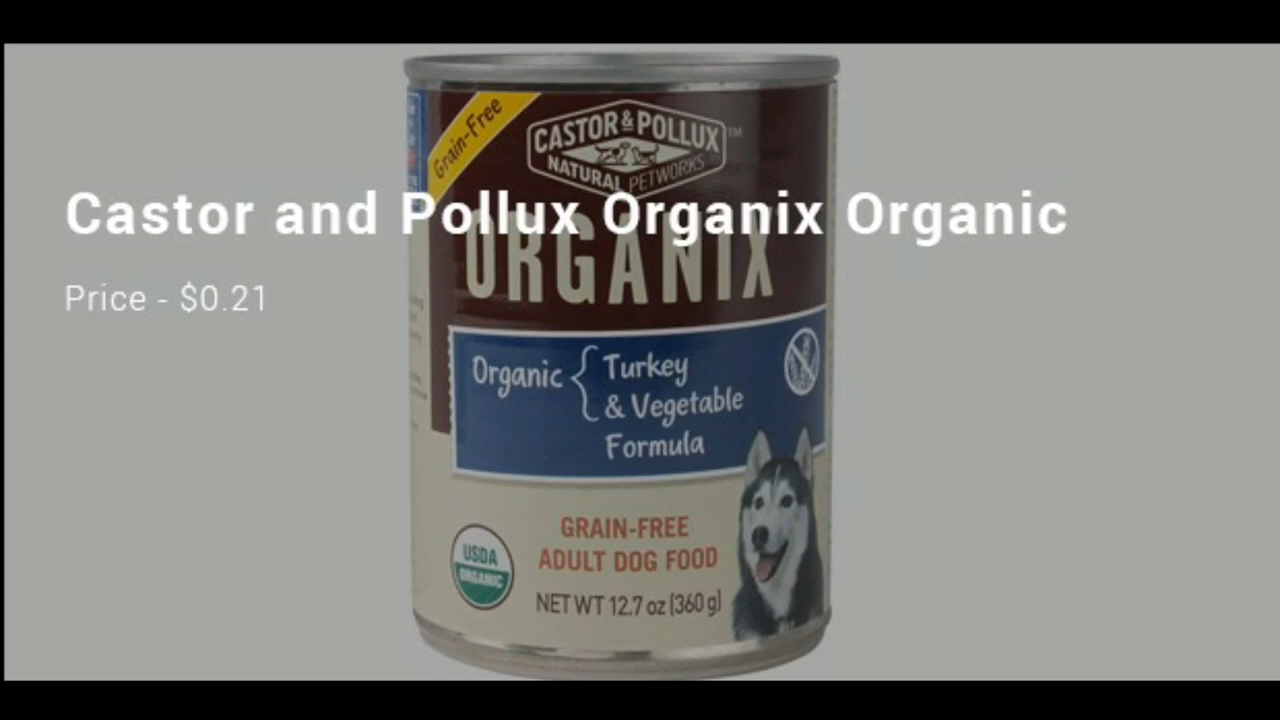 Grain-Free
CASTOR & POLLUX™
NATURAL PETWORKS
Castor and Pollux Organix Organic
ORGANIX
Price - $0.21
Organic { Turkey
& Vegetable
Formula
GRAIN-FREE
ADULT DOG FOOD
USDA
ORGANIC
NET WT 12.7 oz (360 g)